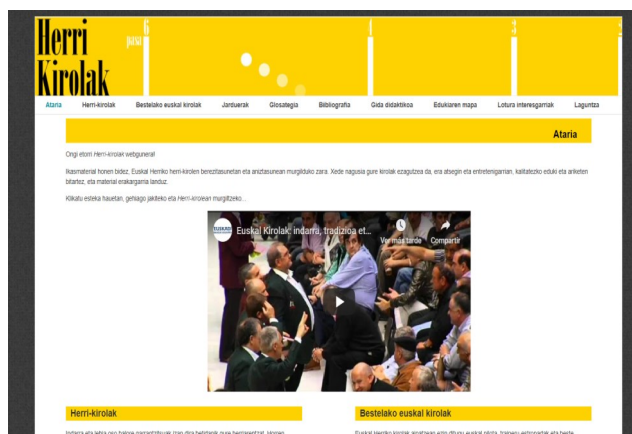 Herri
Kirolak
pasa 6
Ataria Herri-kirolak Bestelako euskal kirolak Jarduerak Glosategia Bibliografia Gida didaktikoa Edukiaren mapa Lotura interesgarriak Laguntza
Ataria
Ongi etorri Herri-kirolak webgunera!
Ikasmaterial honen bidez, Euskal Herriko herri-kirolen berezitasunetan eta aniztasunean murgilduko zara. Xede nagusia gure kirolak ezagutzea da, era atsegin eta entretenigarrian, kalitatezko eduki eta ariketen
bitartez, eta material erakargarria landuz.
Klikatu esteka hauetan, gehiago jakiteko eta Herri-kirolean murgiltzeko...
Euskal Kirolak: indarra, tradizioa et...
Ver más tarde Compartir
Herri-kirolak Bestelako euskal kirolak